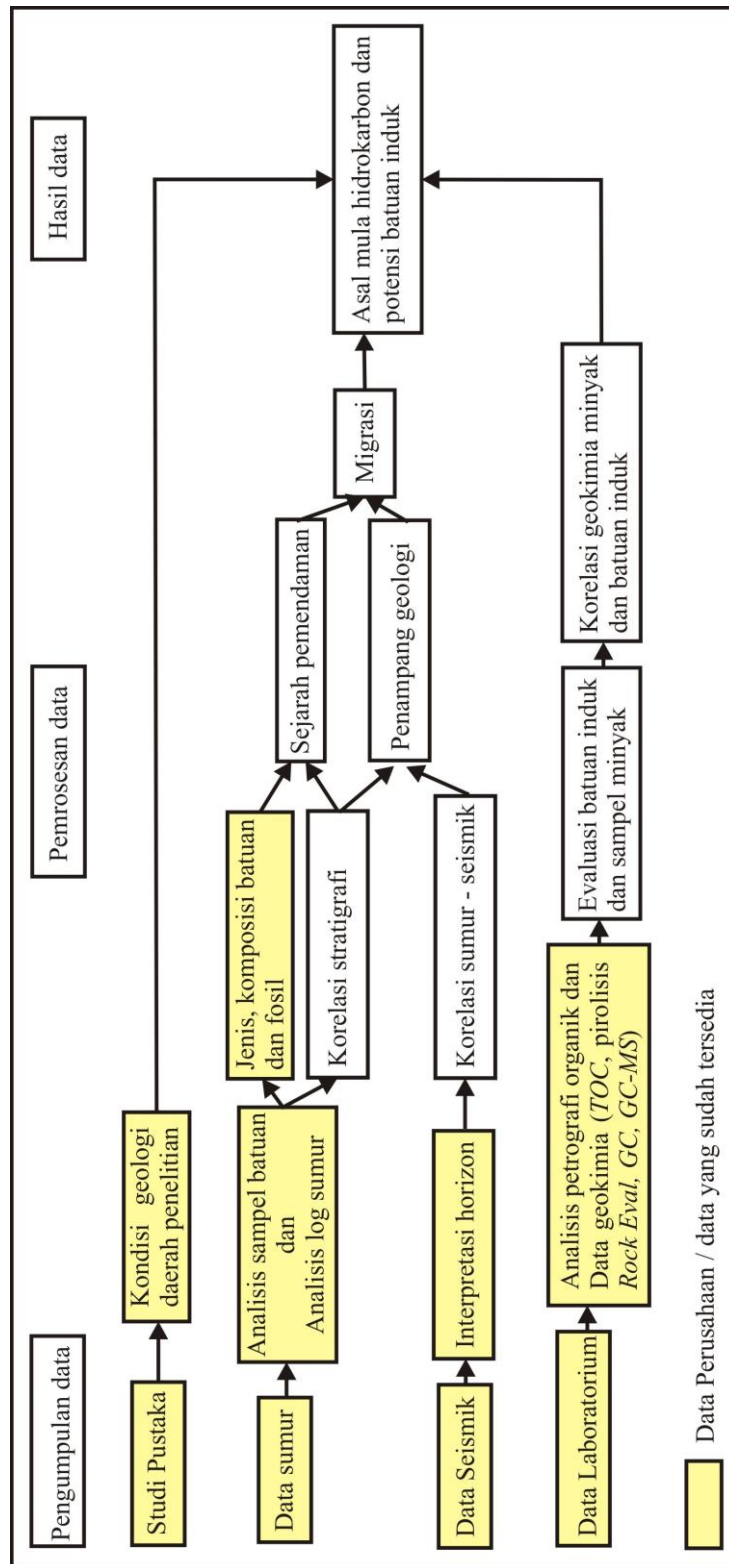 Pengumpulan data
Pemrosesan data
Hasil data
Studi Pustaka
Kondisi geologi
daerah penelitian
Data sumur
Analisis sampel batuan
dan
Analisis log sumur
Jenis, komposisi batuan
dan fosil
Korelasi stratigrafi
Sejarah pemendaman
Penampang geologi
Migrasi
Asal mula hidrokarbon dan
potensi batuan induk
Data Seismik
Interpretasi horizon
Korelasi sumur - seismik
Data Laboratorium
Analisis petrografi organik dan
Data geokimia (TOC, pirolisis
Rock Eval, GC, GC-MS)
Evaluasi batuan induk
dan sampel minyak
Korelasi geokimia minyak
dan batuan induk
Data Perusahaan / data yang sudah tersedia